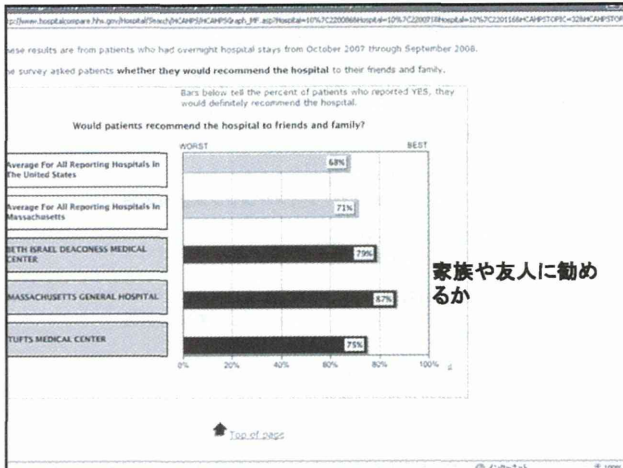 these results are from patients who had overnight hospital stays from October 2007 through September 2008.
he survey asked patients whether they would recommend the hospital to their friends and family.
Bars below tell the percent of patients who reported YES, they
would definitely recommend the hospital.
Would patients recommend the hospital to friends and family?
WORST BEST
Average For All Reporting Hospitals In
The United States
68%
Average For All Reporting Hospitals In
Massachusetts
71%
BETH ISRAEL DEACONESS MEDICAL
CENTER
79%
家族や友人に勧め
るか
MASSACHUSETTS GENERAL HOSPITAL
87%
TUFTS MEDICAL CENTER
75%
0% 20% 40% 60% 80% 100%
Top of page